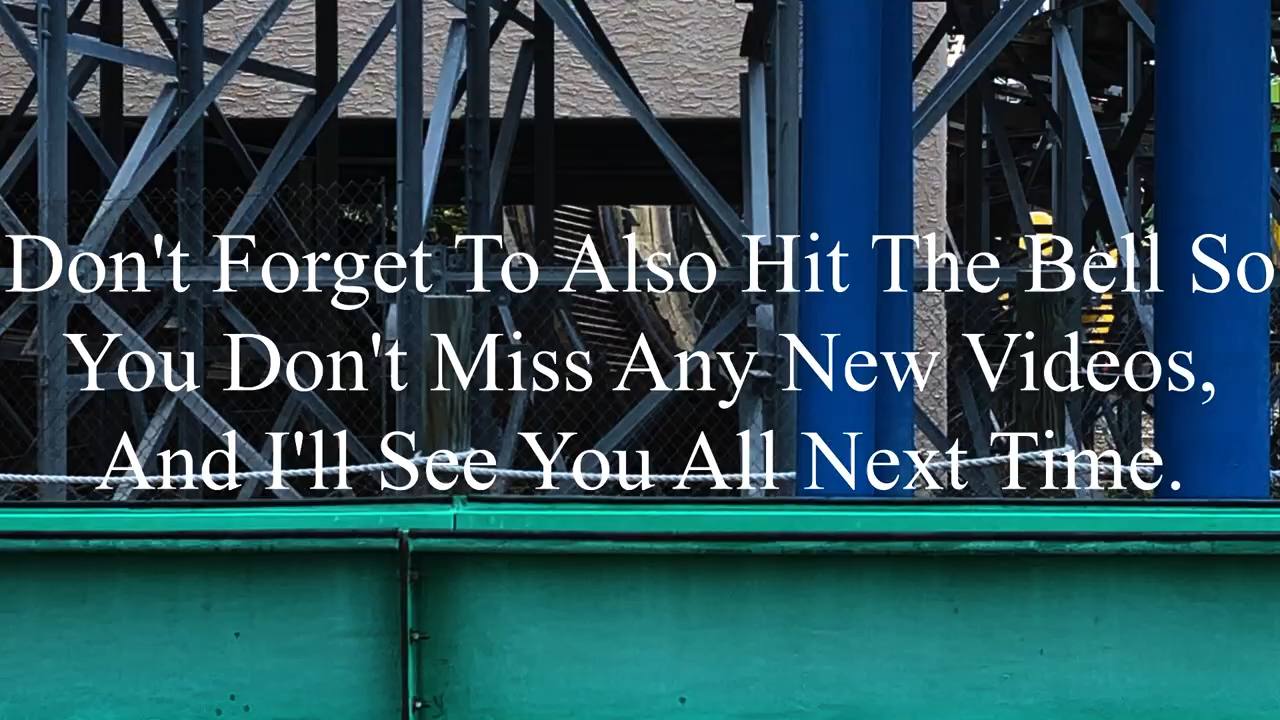 Don't Forget To Also Hit The Bell So
You Don't Miss Any New Videos,
And I'll See You All Next Time.